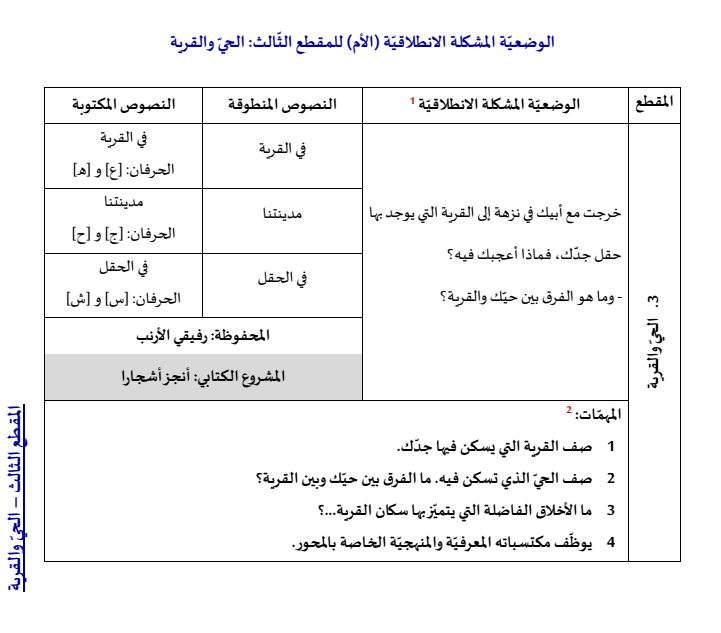 الوضعيّة المشكلة الانطلاقيّة (الأم) للمقطع الثّالث: الحيّ والقرية
المقطع
الوضعيّة المشكلة الانطلاقيّة 1
النصوص المنطوقة
النصوص المكتوبة
3. الحيّ والقرية
خرجت مع أبيك في نزهة إلى القرية التي يوجد بها
حقل جدّك، فماذا أعجبك فيه؟
- وما هو الفرق بين حيّك والقرية؟
في القرية
في القرية
الحرفان: [ع] و [هـ]
مدينتنا
مدينتنا
الحرفان: [ج] و [ح]
في الحقل
في الحقل
الحرفان: [س] و [ش]
المحفوظة: رفيقي الأرنب
المشروع الكتابي: أنجز أشجارا
المهمّات: 2
1 صف القرية التي يسكن فيها جدّك.
2 صف الحيّ الذي تسكن فيه. ما الفرق بين حيّك وبين القرية؟
3 ما الأخلاق الفاضلة التي يتميّز بها سكان القرية...؟
4 يوظّف مكتسباته المعرفيّة والمنهجيّة الخاصة بالمحور.
المقطع الثالث – الحيّ والقرية